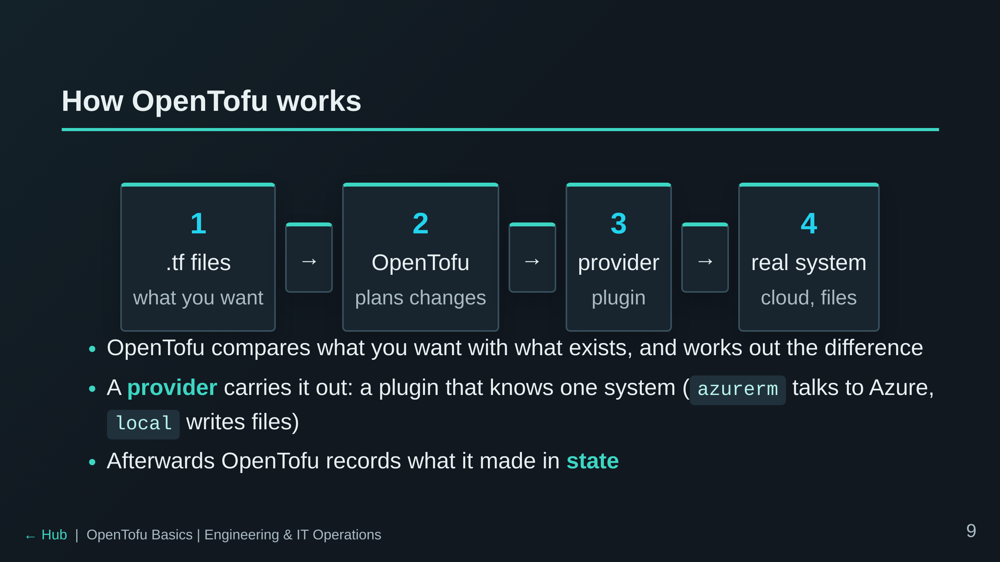 How OpenTofu works
1
.tf files
what you want
→
2
OpenTofu
plans changes
→
3
provider
plugin
→
4
real system
cloud, files
• OpenTofu compares what you want with what exists, and works out the difference
• A provider carries it out: a plugin that knows one system (azurerm talks to Azure,
local writes files)
• Afterwards OpenTofu records what it made in state
← Hub | OpenTofu Basics | Engineering & IT Operations
9